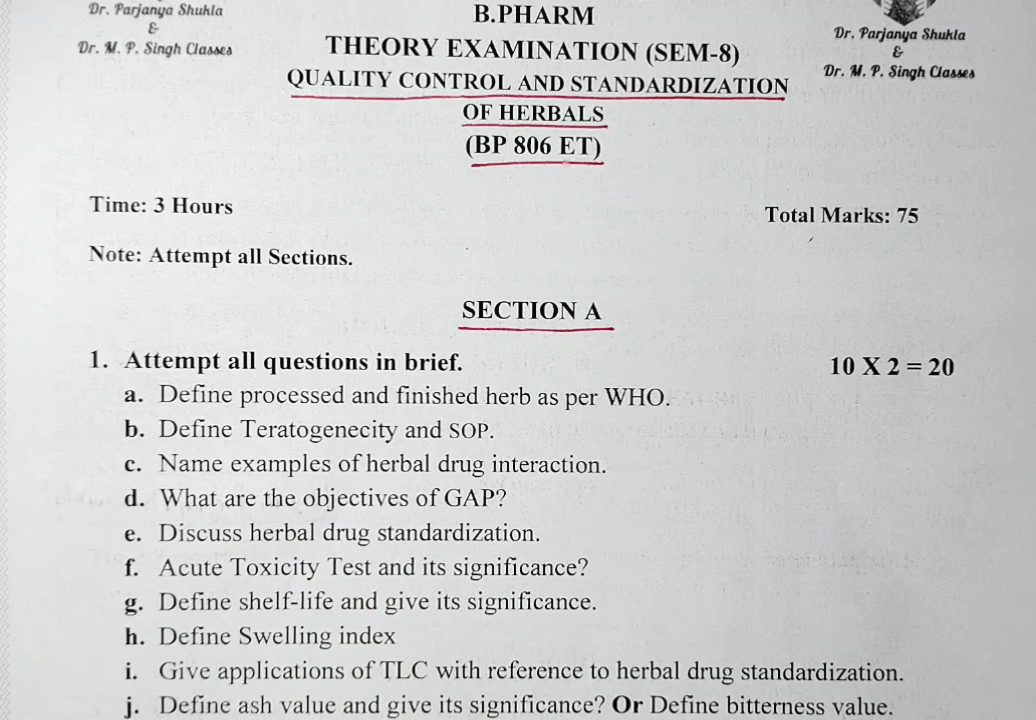 Dr. Parjanya Shukla
&
Dr. M. P. Singh Classes
B.PHARM
THEORY EXAMINATION (SEM-8)
QUALITY CONTROL AND STANDARDIZATION
OF HERBALS
(BP 806 ET)
Dr. Parjanya Shukla
&
Dr. M. P. Singh Classes
Time: 3 Hours
Total Marks: 75
Note: Attempt all Sections.
SECTION A
1. Attempt all questions in brief. 10 X 2 = 20
a. Define processed and finished herb as per WHO.
b. Define Teratogenecity and SOP.
c. Name examples of herbal drug interaction.
d. What are the objectives of GAP?
e. Discuss herbal drug standardization.
f. Acute Toxicity Test and its significance?
g. Define shelf-life and give its significance.
h. Define Swelling index
i. Give applications of TLC with reference to herbal drug standardization.
j. Define ash value and give its significance? Or Define bitterness value.